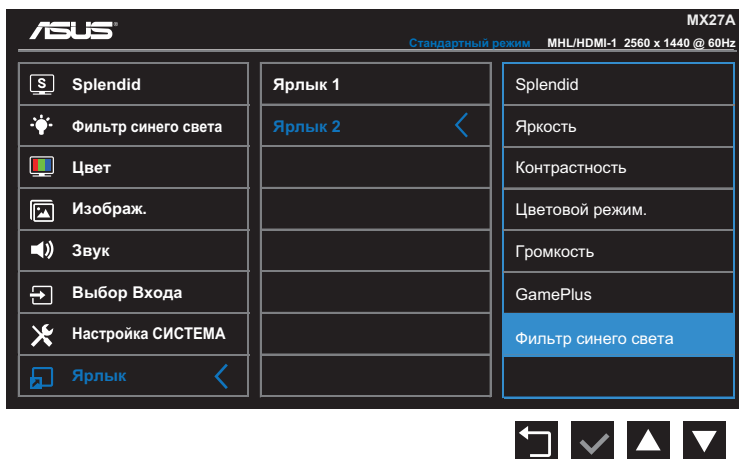 ASUS
MX27A
Стандартный режим MHL/HDMI-1 2560 x 1440 @ 60Hz
S Splendid
Фильтр синего света
Цвет
Изображ.
Звук
Выбор Входа
Настройка СИСТЕМА
Ярлык
Ярлык 1
Ярлык 2
Splendid
Яркость
Контрастность
Цветовой режим.
Громкость
GamePlus
Фильтр синего света